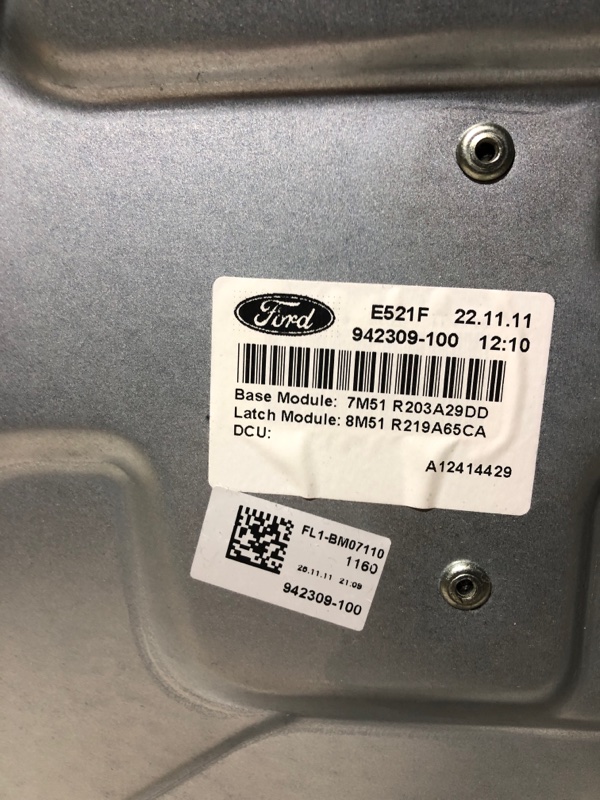 Ford
E521F 22.11.11
942309-100 12:10
Base Module: 7M51 R203A29DD
Latch Module: 8M51 R219A65CA
DCU:
A12414429
FL1-BM07110
1160
26.11.11 21:09
942309-100